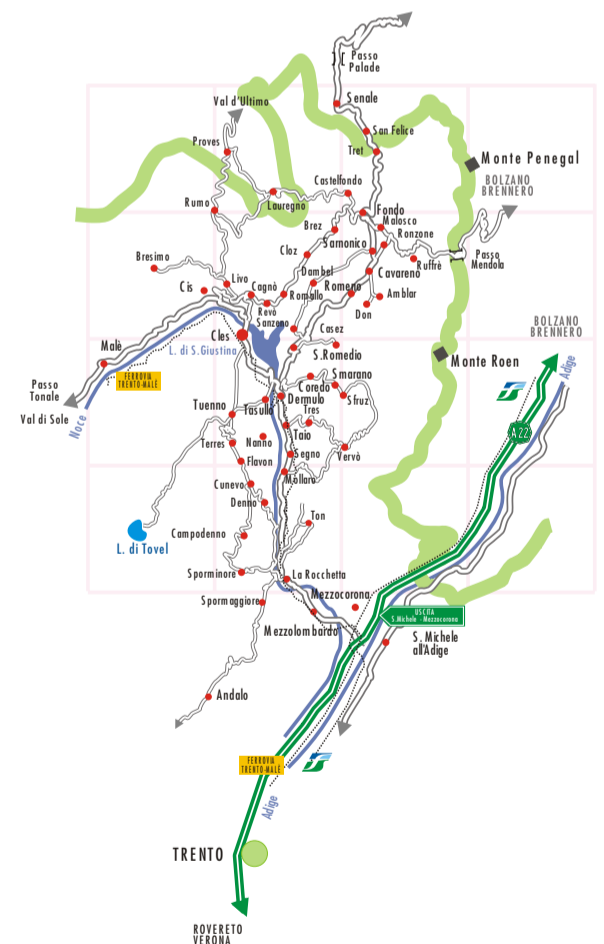 Passo
Palade
Senale
Val d'Ultimo
San Felice
Proves
Tret
Monte Penegal
BOLZANO
BRENNERO
Castelfondo
Lauregno
Rumo
Fondo
Malosco
Brez
Ronzone
Sarnonico
Cloz
Passo
Mendola
Bresimo
Ruffrè
Dambel
Cavareno
Livo
Cis
Cagnò
Romallo
Romeno
Amblar
Revò
Don
Sanzeno
BOLZANO
BRENNERO
Cles
Casez
L. di S.Giustina
Malè
S.Romedio
Monte Roen
Adige
FERROVIA
TRENTO-MALÈ
Passo
Tonale
Smarano
Coredo
Val di Sole
Dermulo
Sfruz
Noce
Tuenno
Tasullo
Tres
Taio
A 22
Terres
Nanno
Segno
Vervò
Flavon
Mollaro
Cunevo
Denno
Ton
Campodenno
L. di Tovel
Sporminore
La Rocchetta
Spormaggiore
Mezzocorona
USCITA
S.Michele - Mezzocorona
Mezzolombardo
S. Michele
all'Adige
Andalo
FERROVIA
TRENTO-MALÈ
Adige
TRENTO
ROVERETO
VERONA